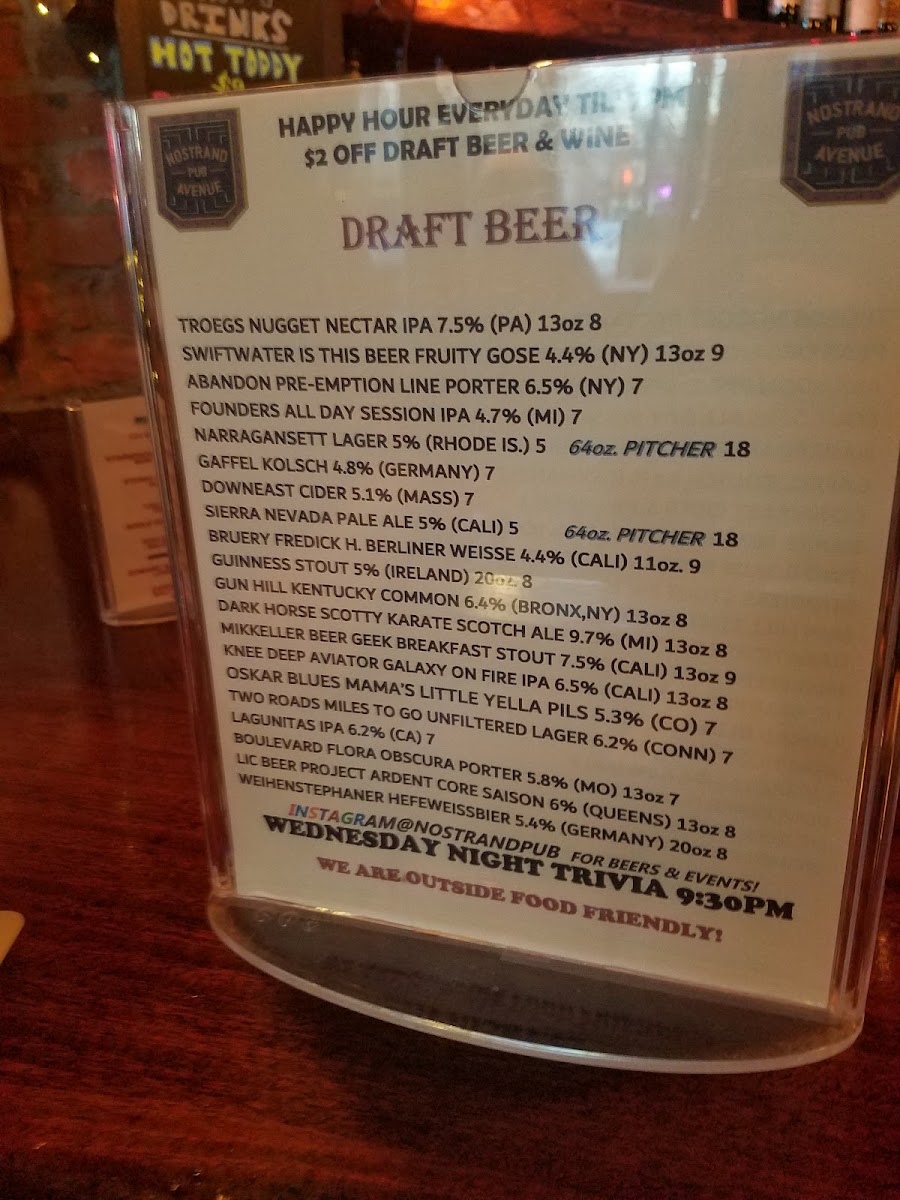 DRINKS
HOT TODDY
NOSTRAND
PUB
AVENUE
HAPPY HOUR EVERYDAY TIL PM
$2 OFF DRAFT BEER & WINE
NOSTRAND
PUB
AVENUE
DRAFT BEER
TROEGS NUGGET NECTAR IPA 7.5% (PA) 13oz 8
SWIFTWATER IS THIS BEER FRUITY GOSE 4.4% (NY) 13oz 9
ABANDON PRE-EMPTION LINE PORTER 6.5% (NY) 7
FOUNDERS ALL DAY SESSION IPA 4.7% (MI) 7
NARRAGANSETT LAGER 5% (RHODE IS.) 5 64oz. PITCHER 18
GAFFEL KOLSCH 4.8% (GERMANY) 7
DOWNEAST CIDER 5.1% (MASS) 7
SIERRA NEVADA PALE ALE 5% (CALI) 5 64oz. PITCHER 18
BRUERY FREDICK H. BERLINER WEISSE 4.4% (CALI) 11oz. 9
GUINNESS STOUT 5% (IRELAND) 20oz. 8
GUN HILL KENTUCKY COMMON 6.4% (BRONX,NY) 13oz 8
DARK HORSE SCOTTY KARATE SCOTCH ALE 9.7% (MI) 13oz 8
MIKKELLER BEER GEEK BREAKFAST STOUT 7.5% (CALI) 13oz 9
KNEE DEEP AVIATOR GALAXY ON FIRE IPA 6.5% (CALI) 13oz 8
OSKAR BLUES MAMA'S LITTLE YELLA PILS 5.3% (CO) 7
TWO ROADS MILES TO GO UNFILTERED LAGER 6.2% (CONN) 7
LAGUNITAS IPA 6.2% (CA) 7
BOULEVARD FLORA OBSCURA PORTER 5.8% (MO) 13oz 7
LIC BEER PROJECT ARDENT CORE SAISON 6% (QUEENS) 13oz 8
WEIHENSTEPHANER HEFEWEISSBIER 5.4% (GERMANY) 20oz 8
INSTAGRAM@NOSTRANDPUB FOR BEERS & EVENTS!
WEDNESDAY NIGHT TRIVIA 9:30PM
WE ARE OUTSIDE FOOD FRIENDLY!